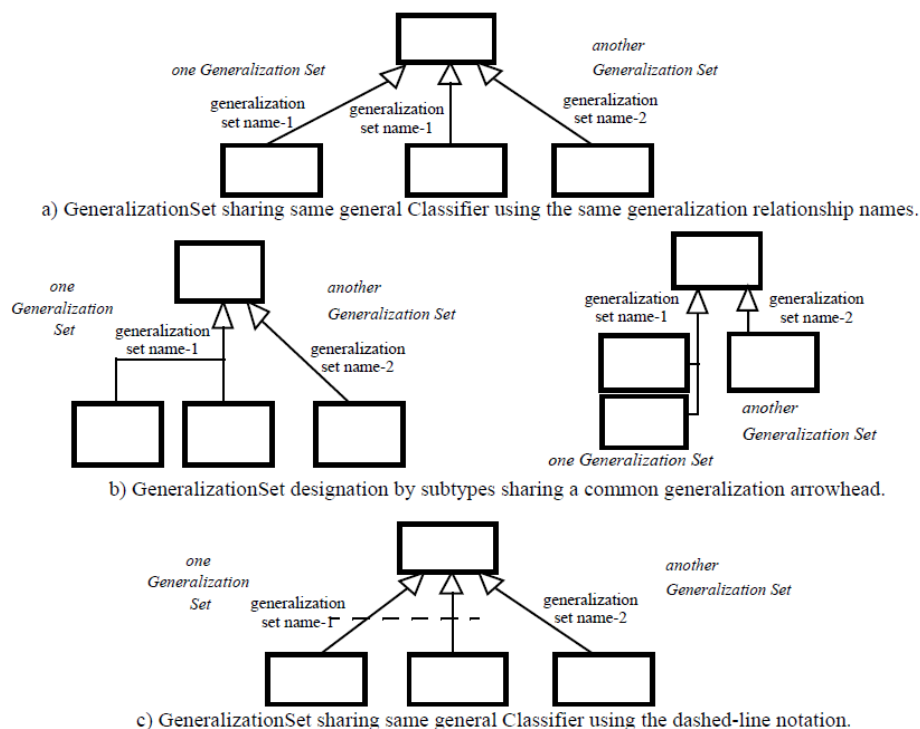 another
one Generalization Set
Generalization Set
generalization
set name-1
generalization
set name-1
generalization
set name-2
a) GeneralizationSet sharing same general Classifier using the same generalization relationship names.
one
Generalization
Set
another
Generalization Set
generalization
set name-1
generalization
set name-2
generalization
set name-1
generalization
set name-2
another
Generalization Set
one Generalization Set
b) GeneralizationSet designation by subtypes sharing a common generalization arrowhead.
one
Generalization
Set
another
Generalization Set
generalization
set name-1
generalization
set name-2
c) GeneralizationSet sharing same general Classifier using the dashed-line notation.